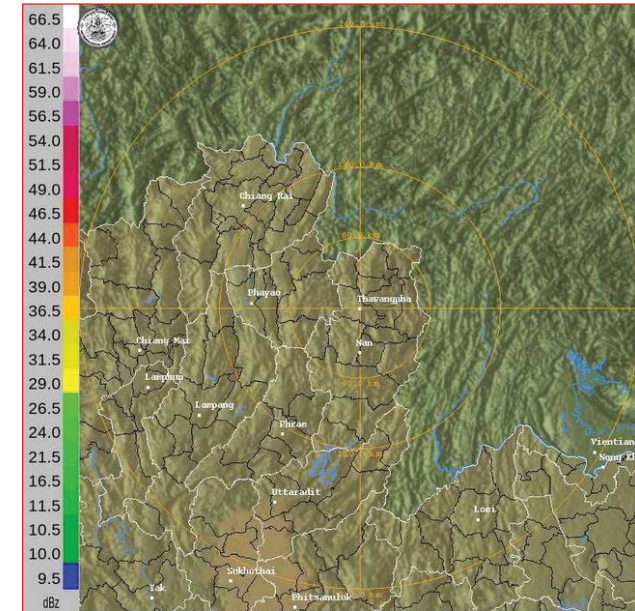 66.5
64.0
61.5
59.0
56.5
54.0
51.5
49.0
46.5
44.0
41.5
39.0
36.5
34.0
31.5
29.0
26.5
24.0
21.5
16.5
11.5
10.5
10.0
9.5
dBz
Chiang Rai
Phayao
Thawangpha
Nan
Chiang Mai
Lamphun
Lampang
Phrae
Uttaradit
Sukhothai
Tak
Phitsanulok
Loei
Vientian